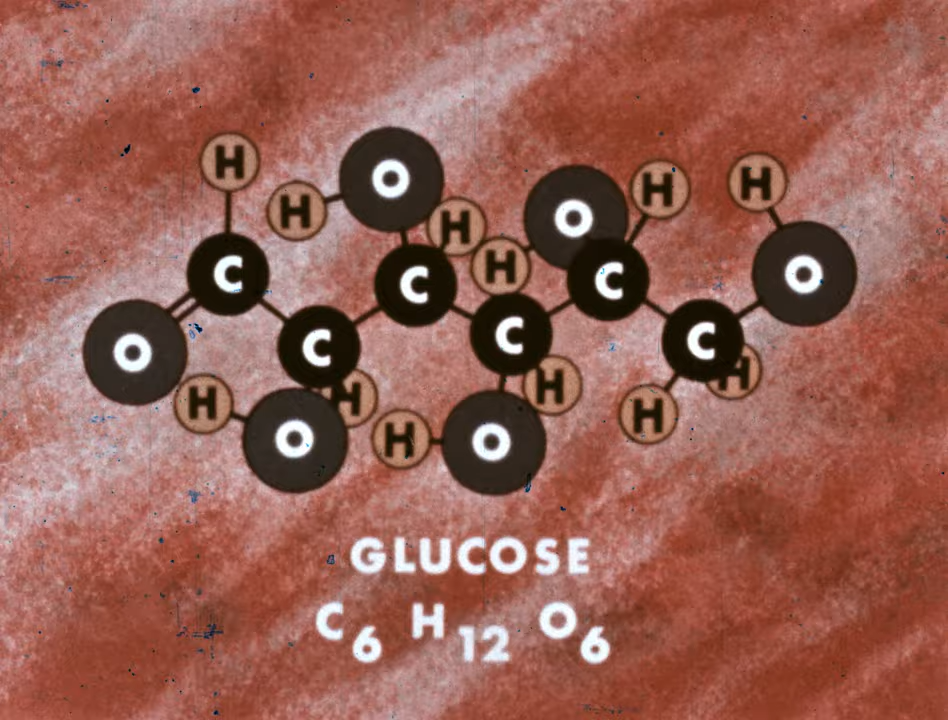 H O H H
H H O
C C H C O
O C C C
H H H H H
O H O
GLUCOSE
C6 H12 O6